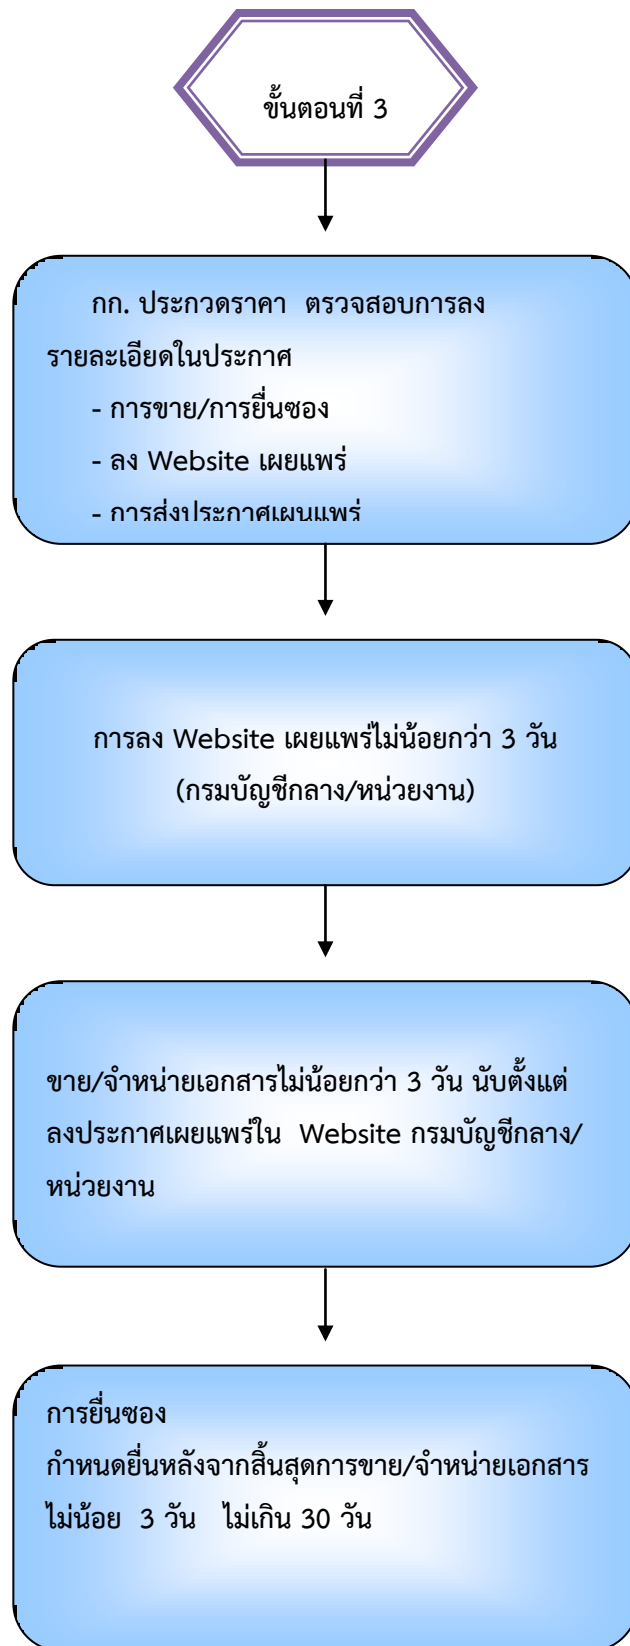 ขั้นตอนที่ 3
กก. ประกวดราคา ตรวจสอบการลง
รายละเอียดในประกาศ
- การขาย/การยื่นซอง
- ลง Website เผยแพร่
- การส่งประกาศเผนแพร่
การลง Website เผยแพร่ไม่น้อยกว่า 3 วัน
(กรมบัญชีกลาง/หน่วยงาน)
ขาย/จำหน่ายเอกสารไม่น้อยกว่า 3 วัน นับตั้งแต่
ลงประกาศเผยแพร่ใน Website กรมบัญชีกลาง/
หน่วยงาน
การยื่นซอง
กำหนดยื่นหลังจากสิ้นสุดการขาย/จำหน่ายเอกสาร
ไม่น้อย 3 วัน ไม่เกิน 30 วัน